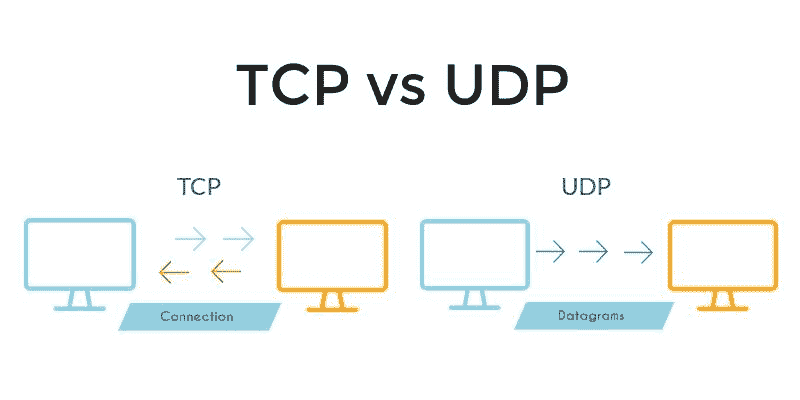 TCP vs UDP
TCP
UDP
Connection
Datagrams